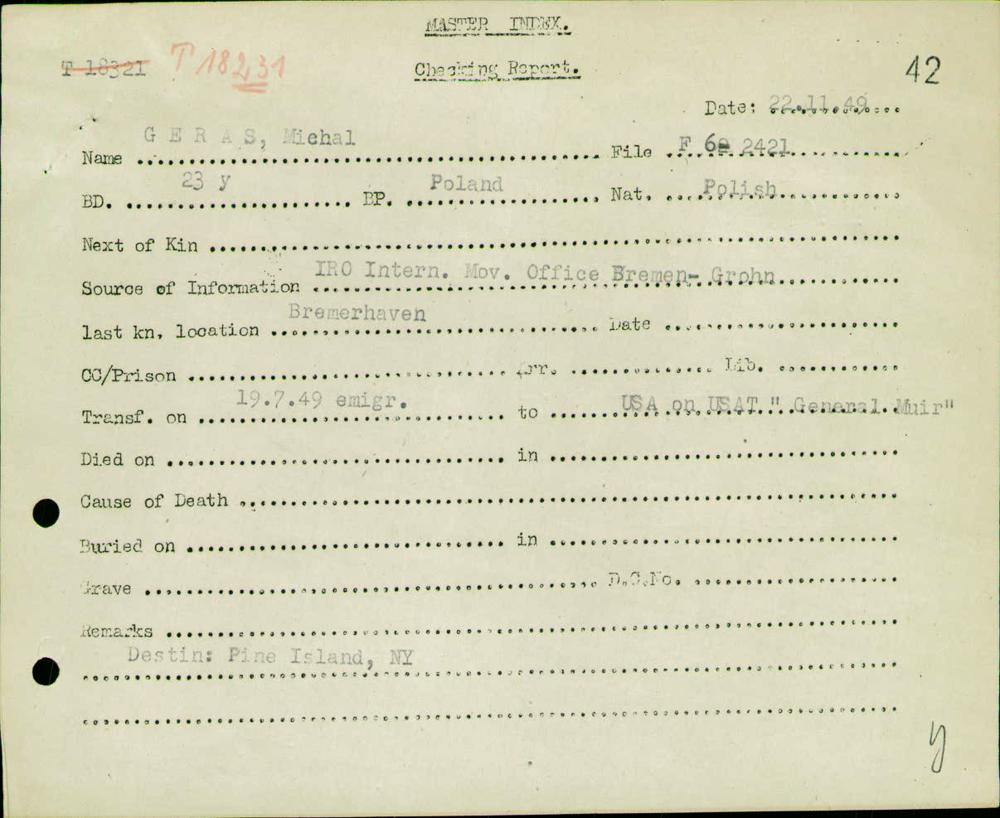 MASTER INDEX.
T 18321 T 18231
Checking Report.
42
Date: 22.11.49
Name G E R A S, Michal File F 6 2421
BD. 23 y BP. Poland Nat. Polish
Next of Kin
Source of Information IRO Intern. Mov. Office Bremen- Grohn
last kn. location Bremerhaven Date
CC/Prison Arr. Lib.
Transf. on 19.7.49 emigr. to USA on USAT " General Muir"
Died on in
Cause of Death
Buried on in
Grave D.C.No.
Remarks
Destin: Pine Island, NY
y